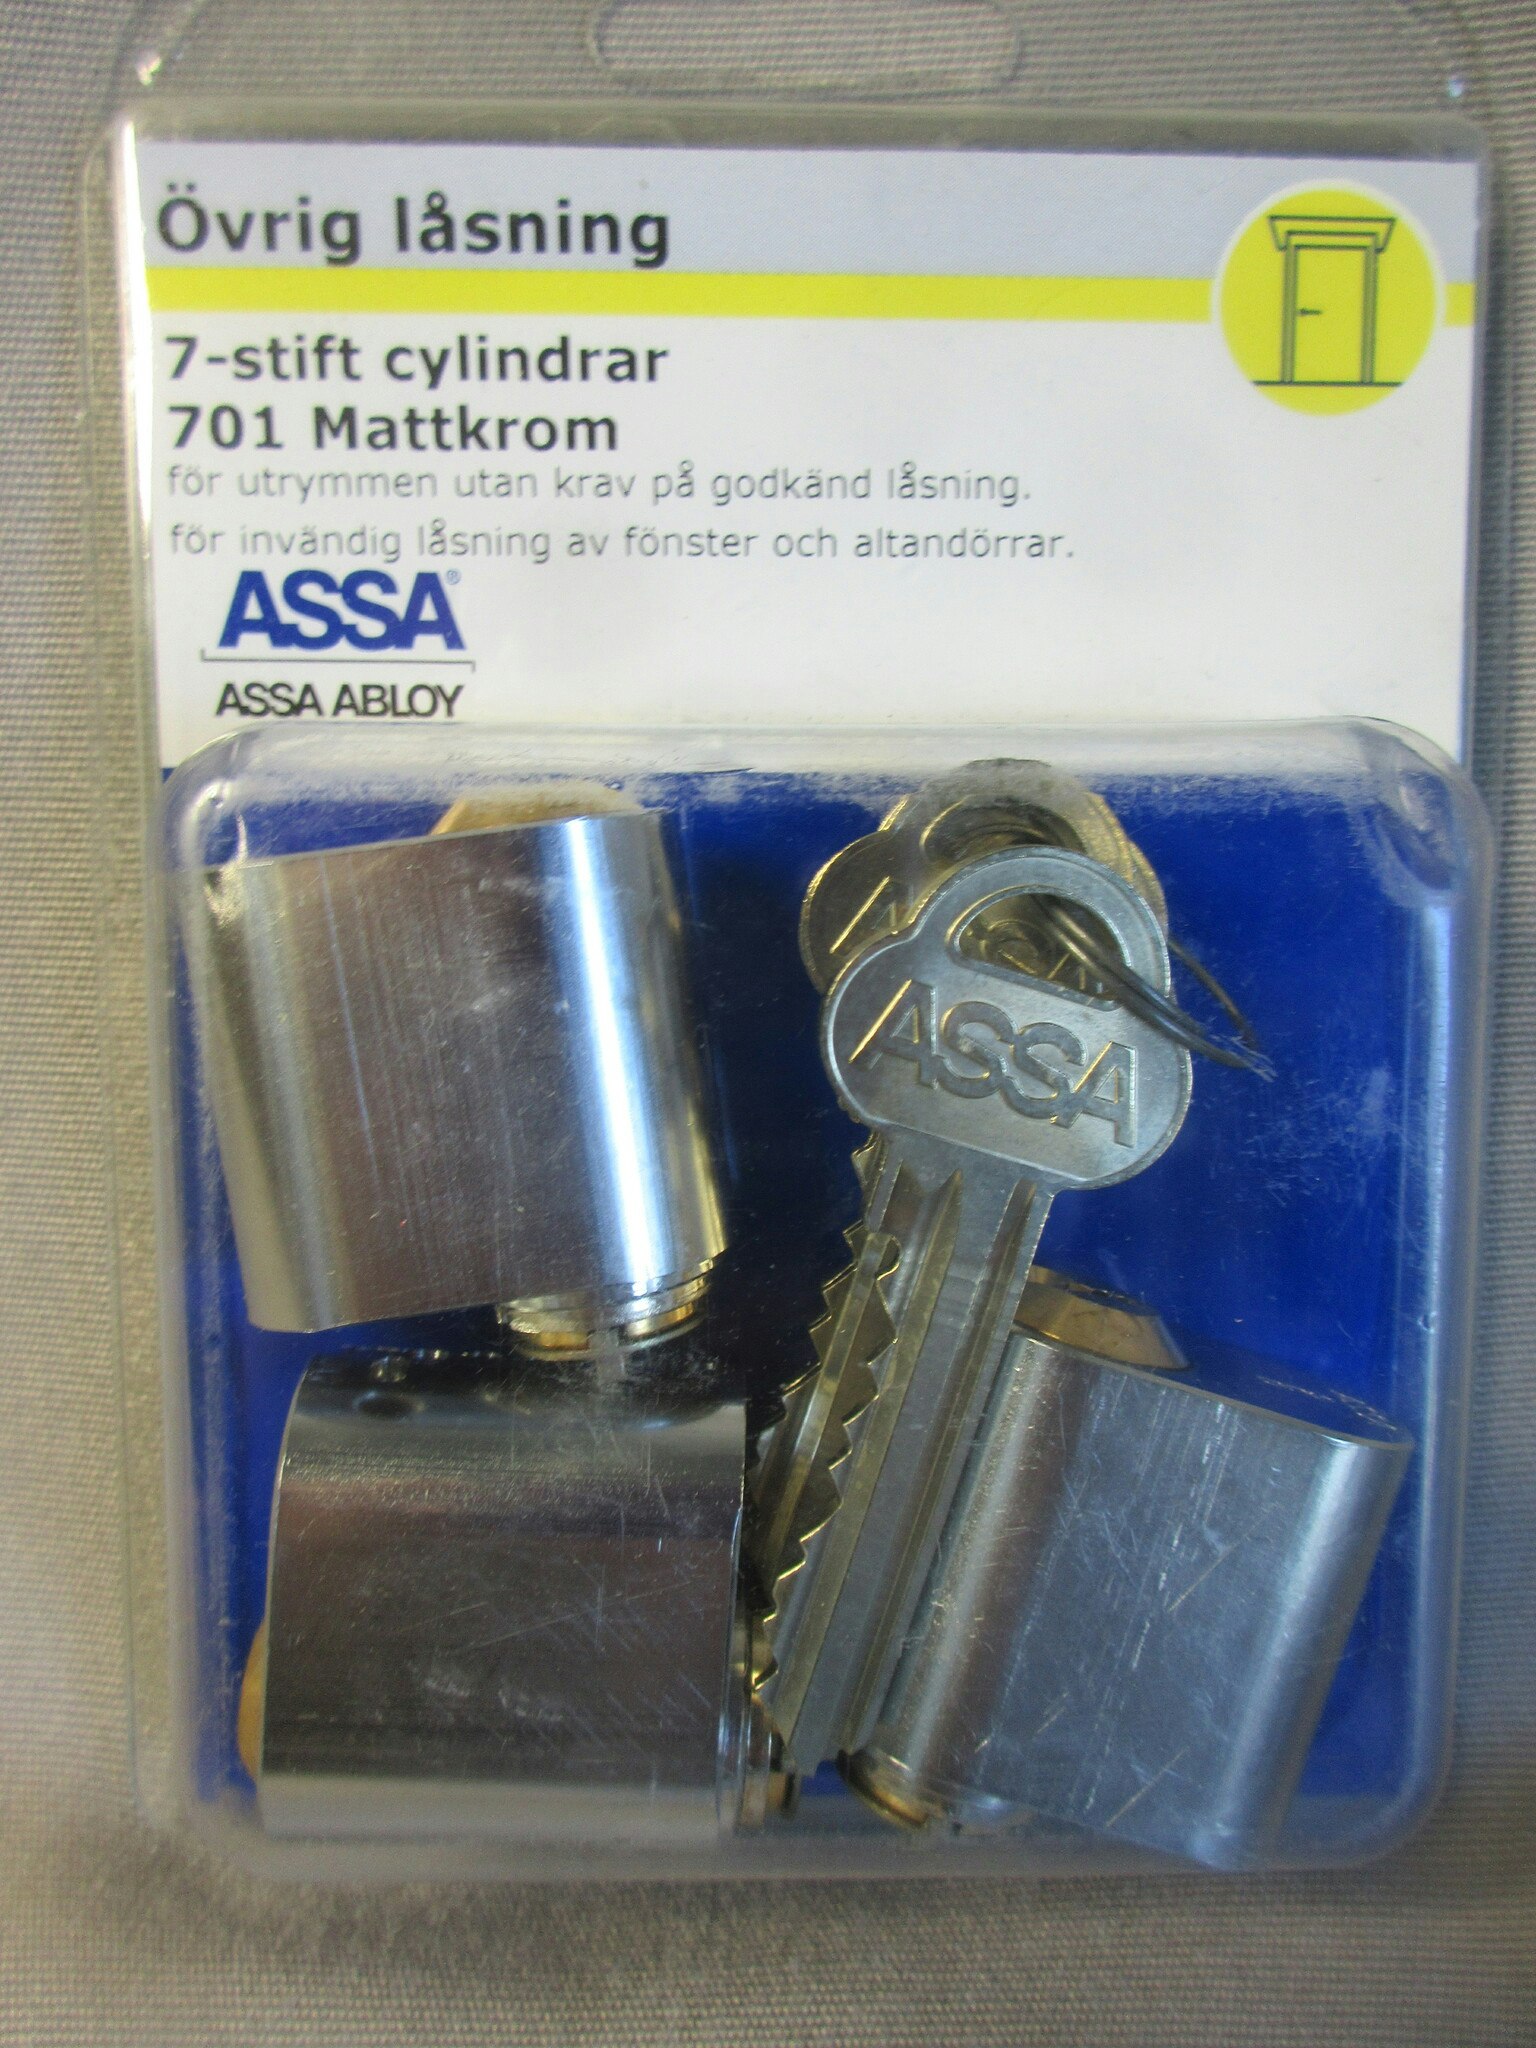 Övrig låsning
7-stift cylindrar
701 Mattkrom
för utrymmen utan krav på godkänd låsning.
för invändig låsning av fönster och altandörrar.
ASSA®
ASSA ABLOY
ASSA